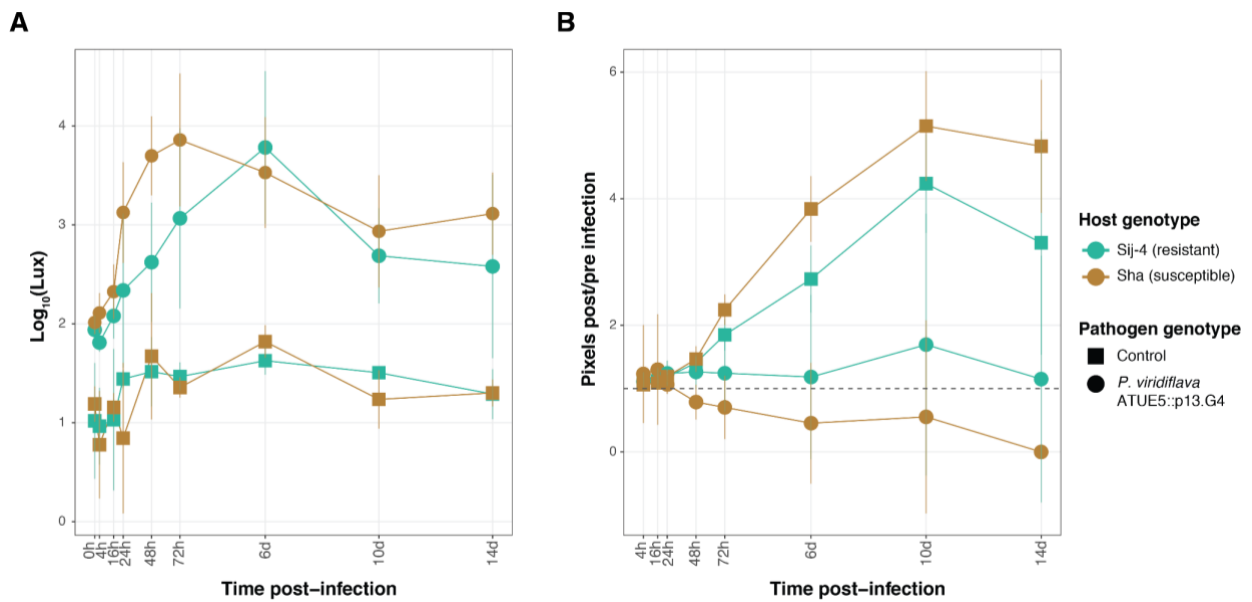 A
B
Log10(Lux)
4
3
2
1
0
0h
4h
16h
24h
48h
72h
6d
10d
14d
Time post–infection
Pixels post/pre infection
6
4
2
0
4h
16h
24h
48h
72h
6d
10d
14d
Time post–infection
Host genotype
Sij-4 (resistant)
Sha (susceptible)
Pathogen genotype
Control
P. viridiflava
ATUE5::p13.G4